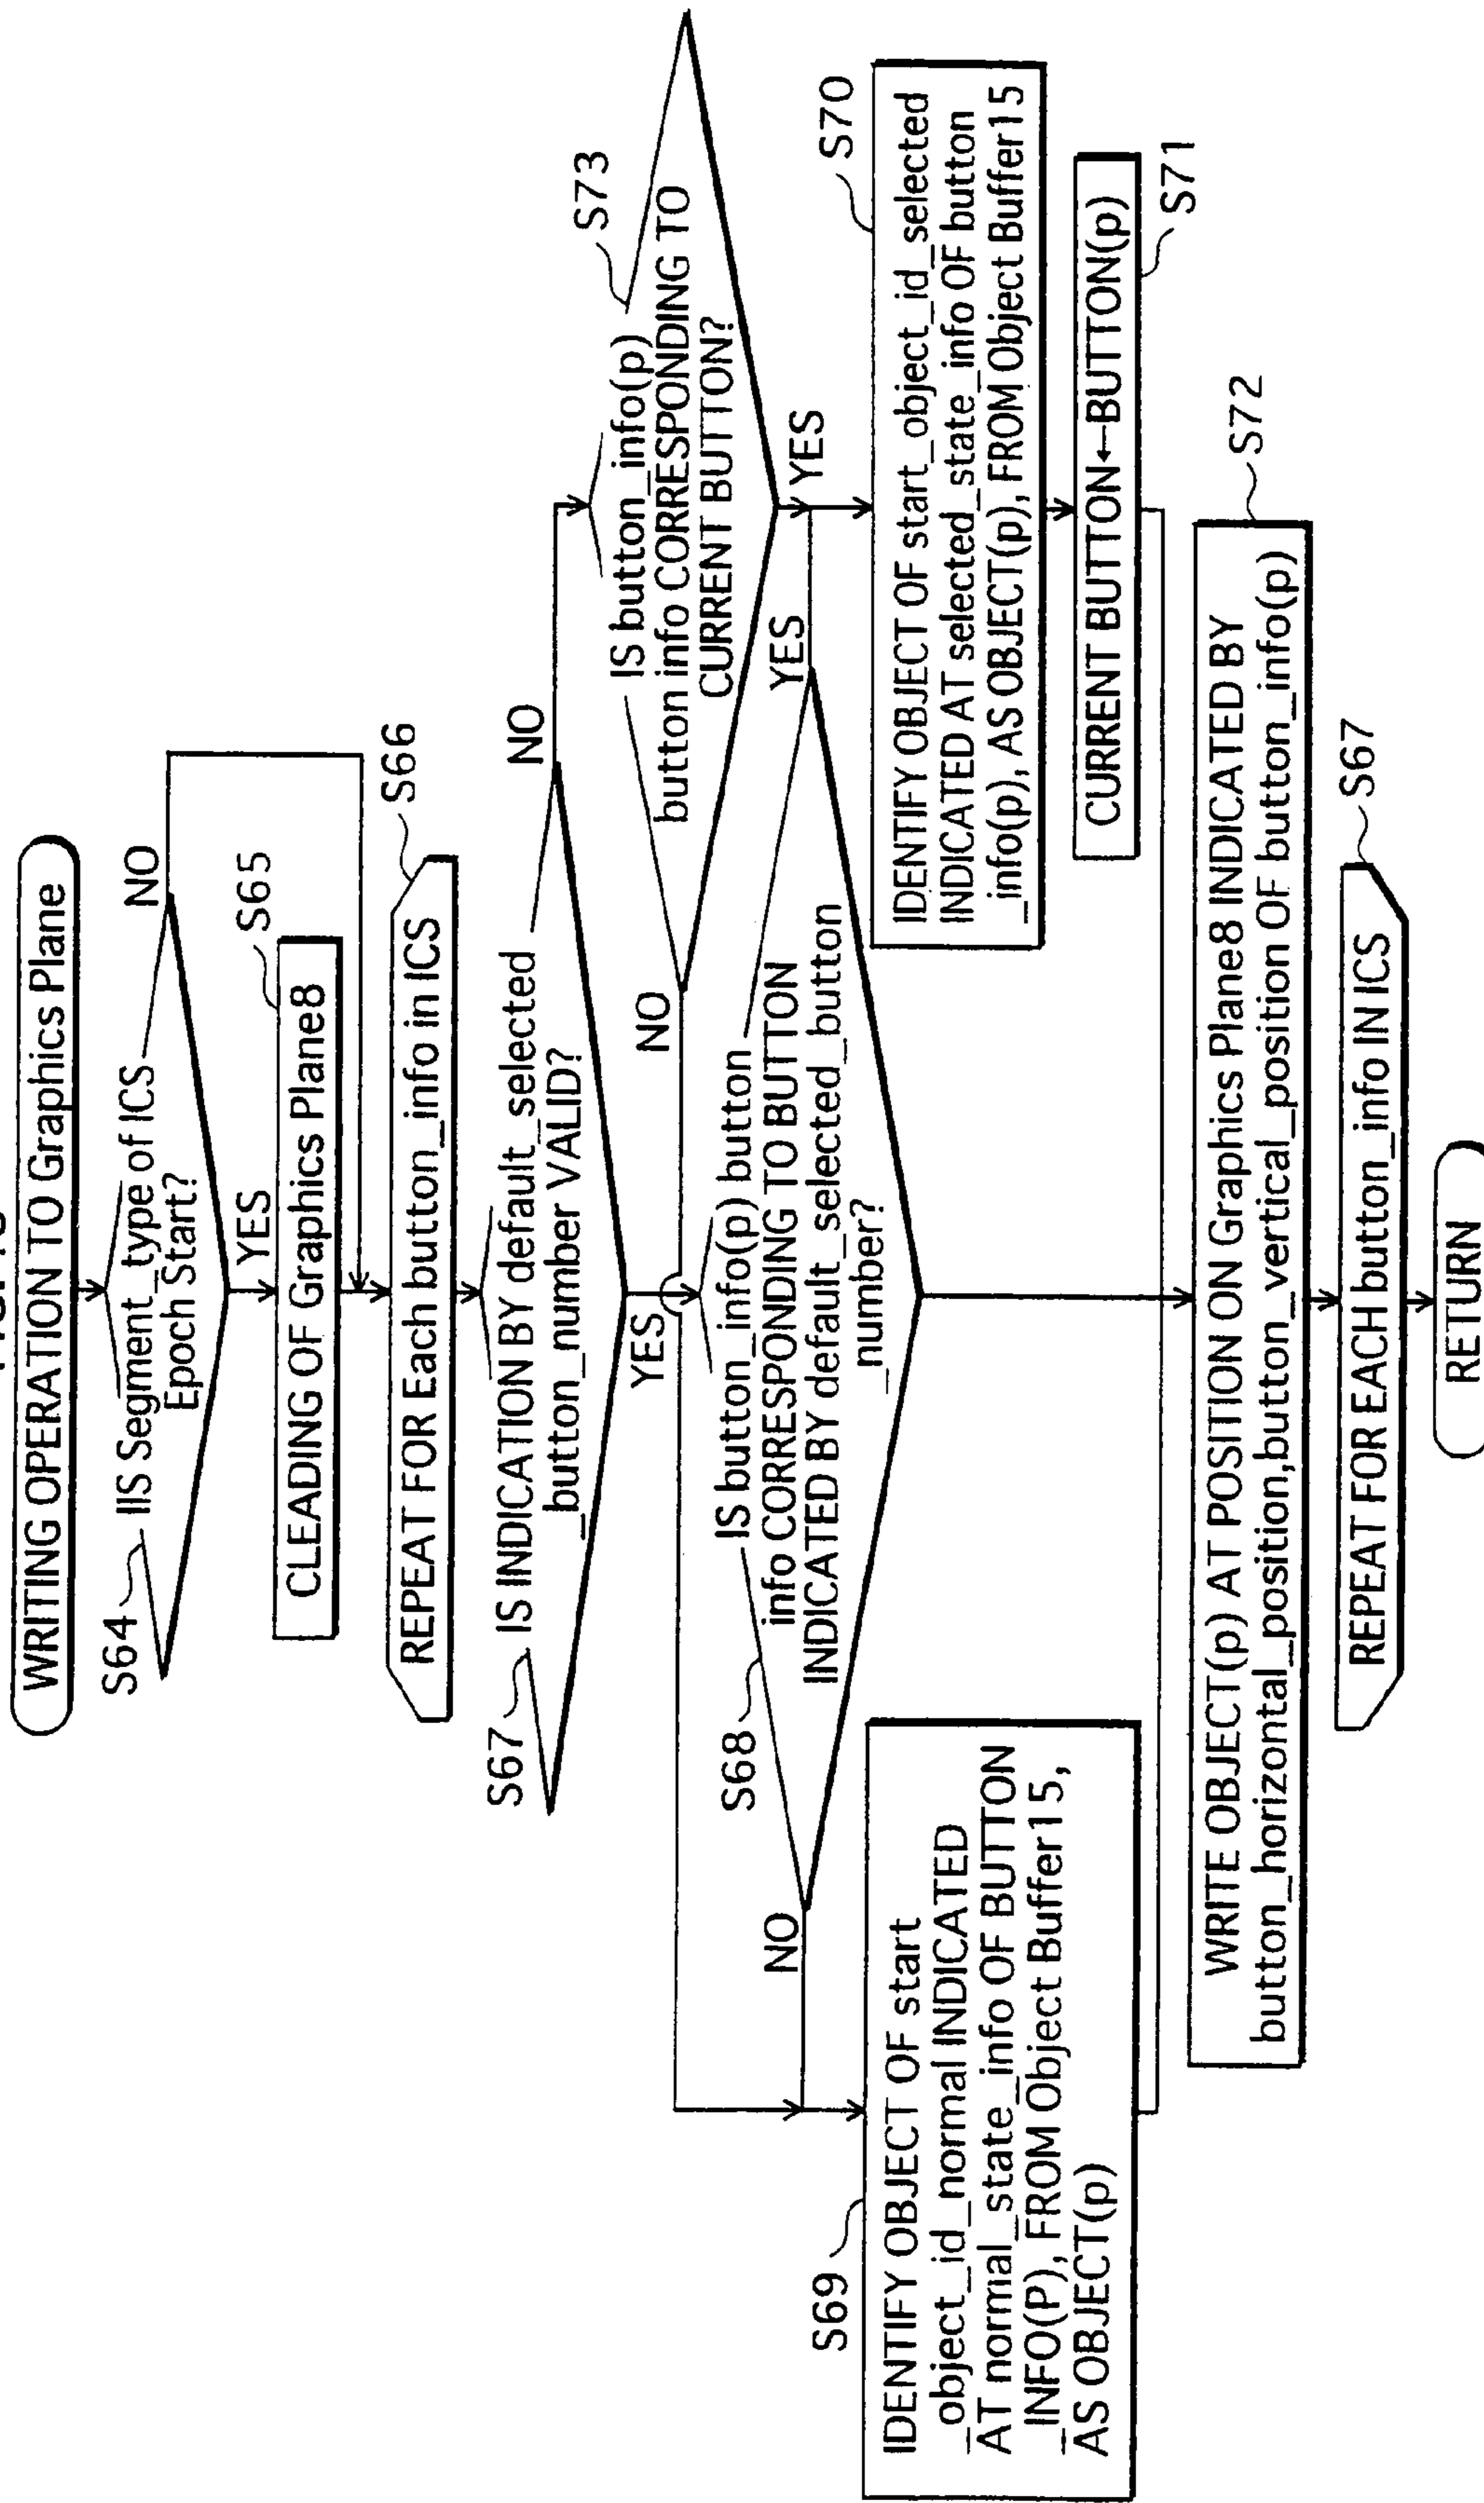 WRITING OPERATION TO Graphics Plane
S64
IIS Segment_type of ICS
Epoch Start?
NO
YES
S65
CLEADING OF Graphics Plane8
S66
REPEAT FOR Each button_info in ICS
S67
IS INDICATION BY default_selected
_button_number VALID?
NO
YES
S73
IS button_info(p)
button info CORRESPONDING TO
CURRENT BUTTON?
NO
YES
S68
IS button_info(p) button
info CORRESPONDING TO BUTTON
INDICATED BY default_selected_button
_number?
NO
YES
S69
IDENTIFY OBJECT OF start
_object_id_normal INDICATED
AT normal_state_info OF BUTTON
_INFO(P), FROM Object Buffer15,
AS OBJECT(p)
S70
IDENTIFY OBJECT OF start_object_id_selected
INDICATED AT selected_state_info OF button
_info(p), AS OBJECT(p), FROM Object Buffer15
CURRENT BUTTON←BUTTON(p)
S71
S72
WRITE OBJECT(p) AT POSITION ON Graphics Plane8 INDICATED BY
button_horizontal_position,button_vertical_position OF button_info(p)
S67
REPEAT FOR EACH button_info IN ICS
RETURN